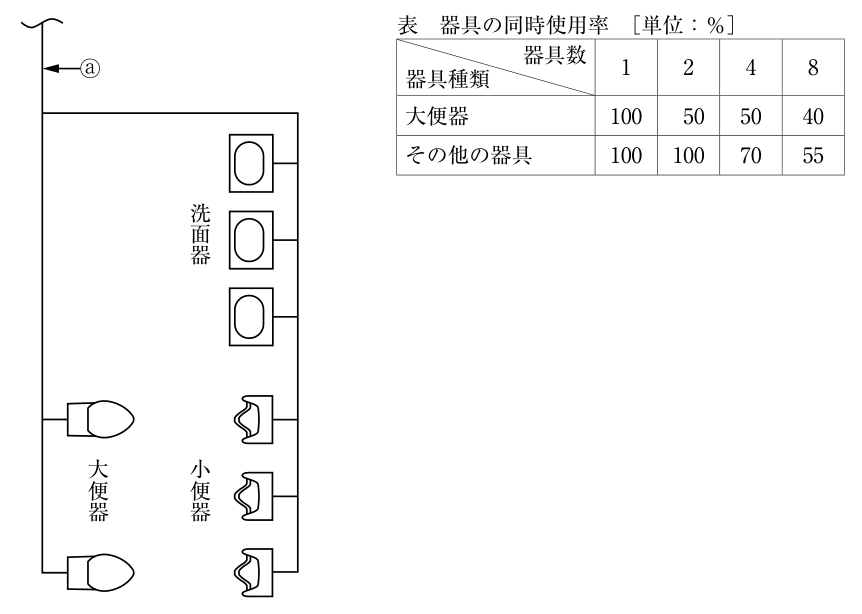 ⓐ
洗面器
大便器
小便器
表 器具の同時使用率 [単位:%]
器具数
器具種類
1 2 4 8
大便器 100 50 50 40
その他の器具 100 100 70 55